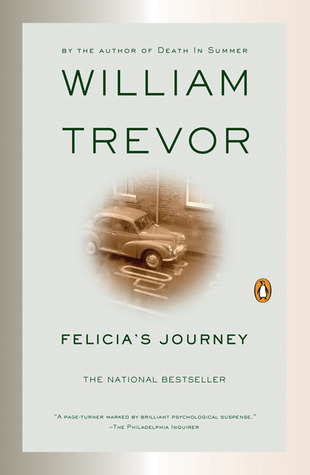 BY THE AUTHOR OF DEATH IN SUMMER
WILLIAM
TREVOR
FELICIA'S JOURNEY
THE NATIONAL BESTSELLER
"A PAGE-TURNER MARKED BY BRILLIANT PSYCHOLOGICAL SUSPENSE."
—THE PHILADELPHIA INQUIRER